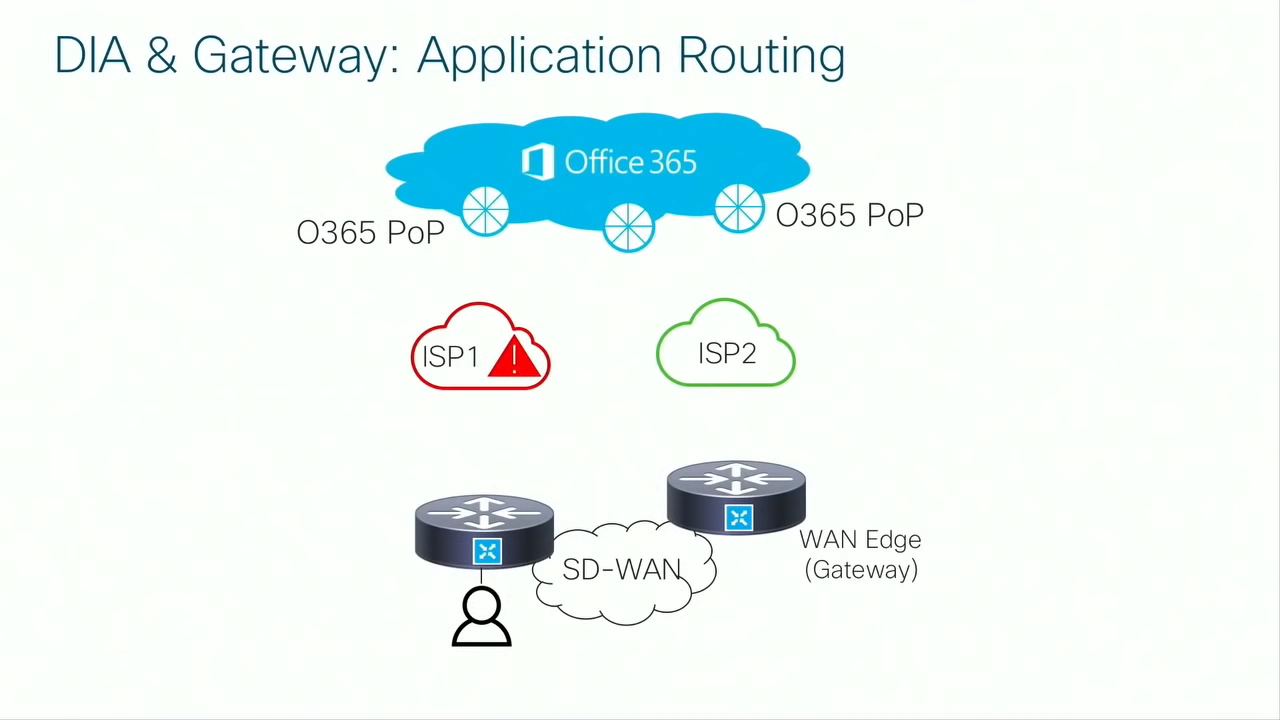 DIA & Gateway: Application Routing
Office 365
O365 PoP
O365 PoP
ISP1
ISP2
SD-WAN
WAN Edge
(Gateway)